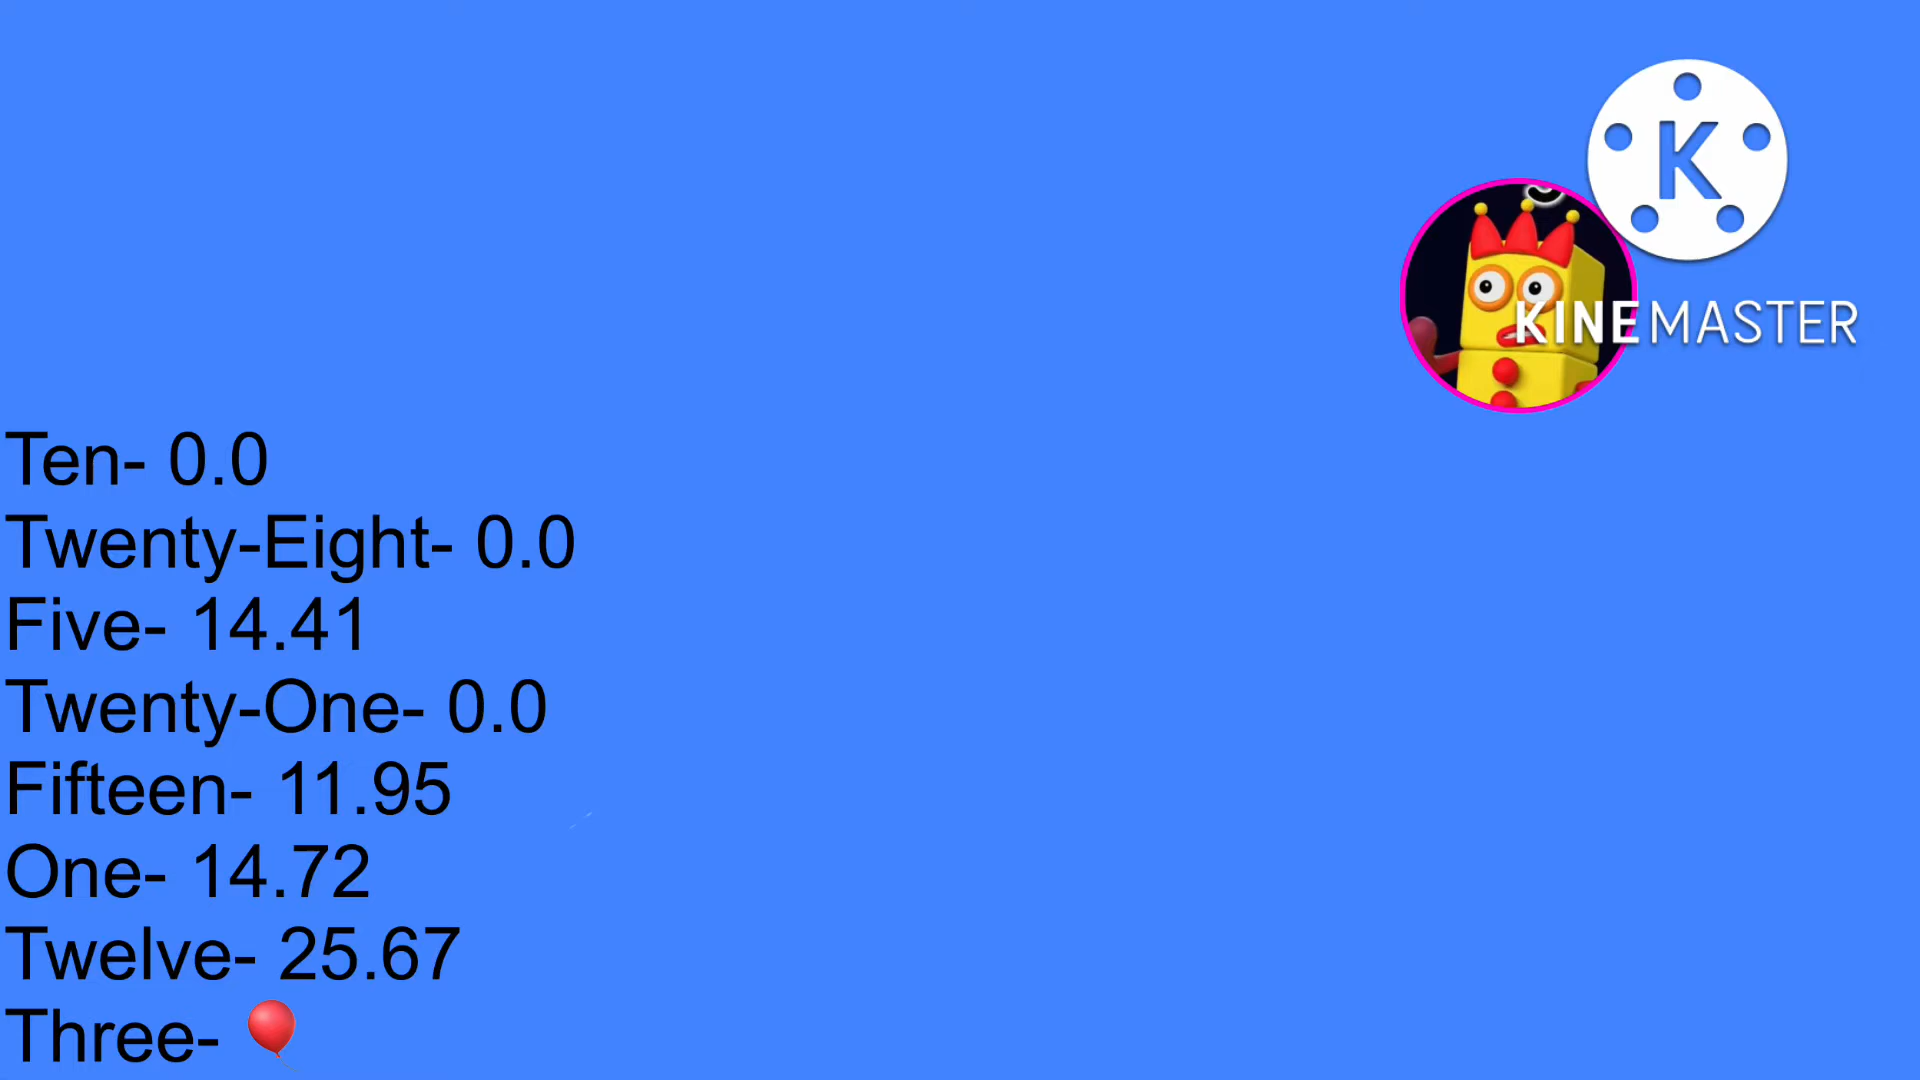 K
KINEMASTER
Ten- 0.0
Twenty-Eight- 0.0
Five- 14.41
Twenty-One- 0.0
Fifteen- 11.95
One- 14.72
Twelve- 25.67
Three- 🎈